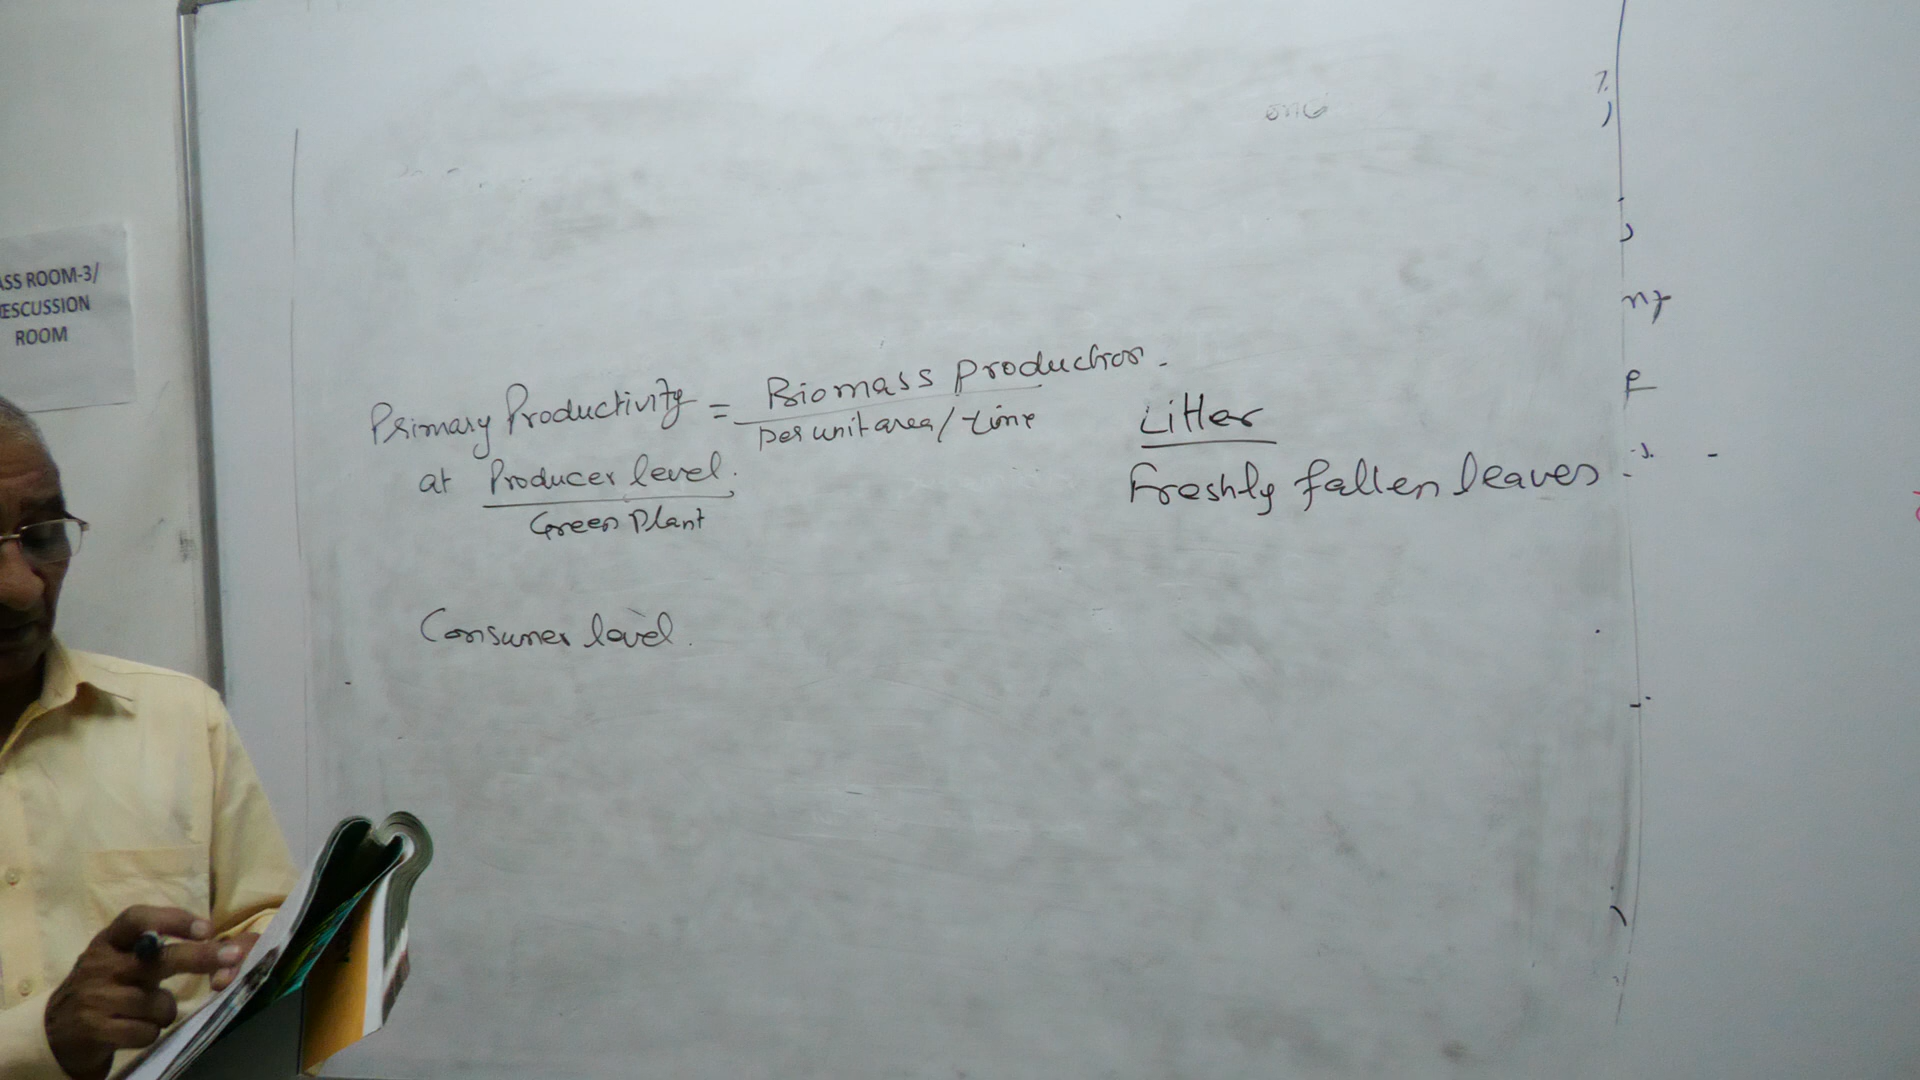 ASS ROOM-3/
ESCUSSION
ROOM
Primary Productivity = Biomass production.
per unit area / time
at Producer level.
Green Plant
Consumer level.
Litter
Freshly fallen leaves